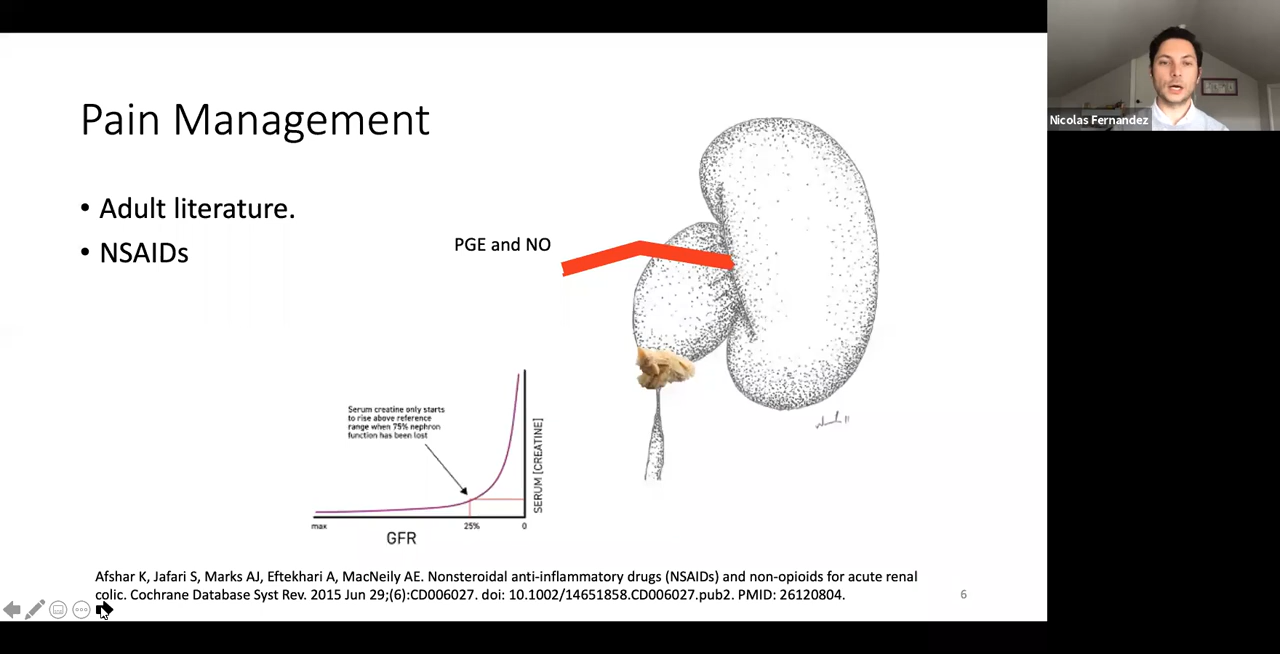 Pain Management
• Adult literature.
• NSAIDs
PGE and NO
Serum creatine only starts
to rise above reference
range when 75% nephron
function has been lost
SERUM [CREATINE]
max
25%
0
GFR
Afshar K, Jafari S, Marks AJ, Eftekhari A, MacNeily AE. Nonsteroidal anti-inflammatory drugs (NSAIDs) and non-opioids for acute renal
colic. Cochrane Database Syst Rev. 2015 Jun 29;(6):CD006027. doi: 10.1002/14651858.CD006027.pub2. PMID: 26120804.
6
Nicolas Fernandez